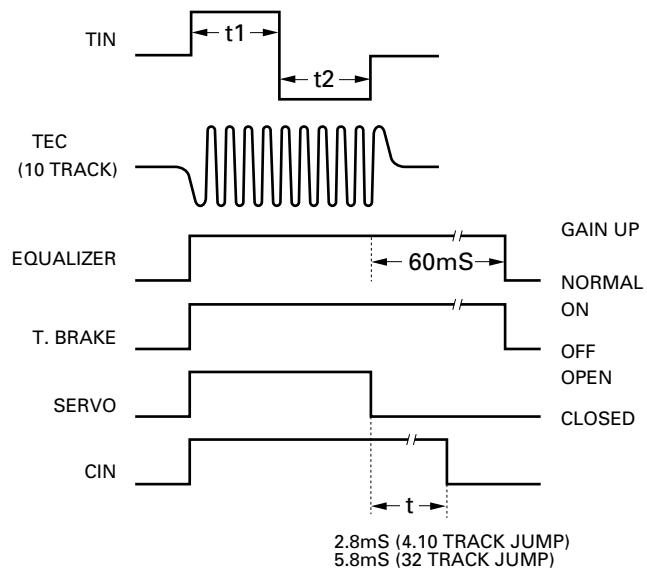 TIN
t1
t2
TEC
(10 TRACK)
EQUALIZER
60mS
GAIN UP
NORMAL
T. BRAKE
ON
OFF
SERVO
OPEN
CLOSED
CIN
t
2.8mS (4.10 TRACK JUMP)
5.8mS (32 TRACK JUMP)